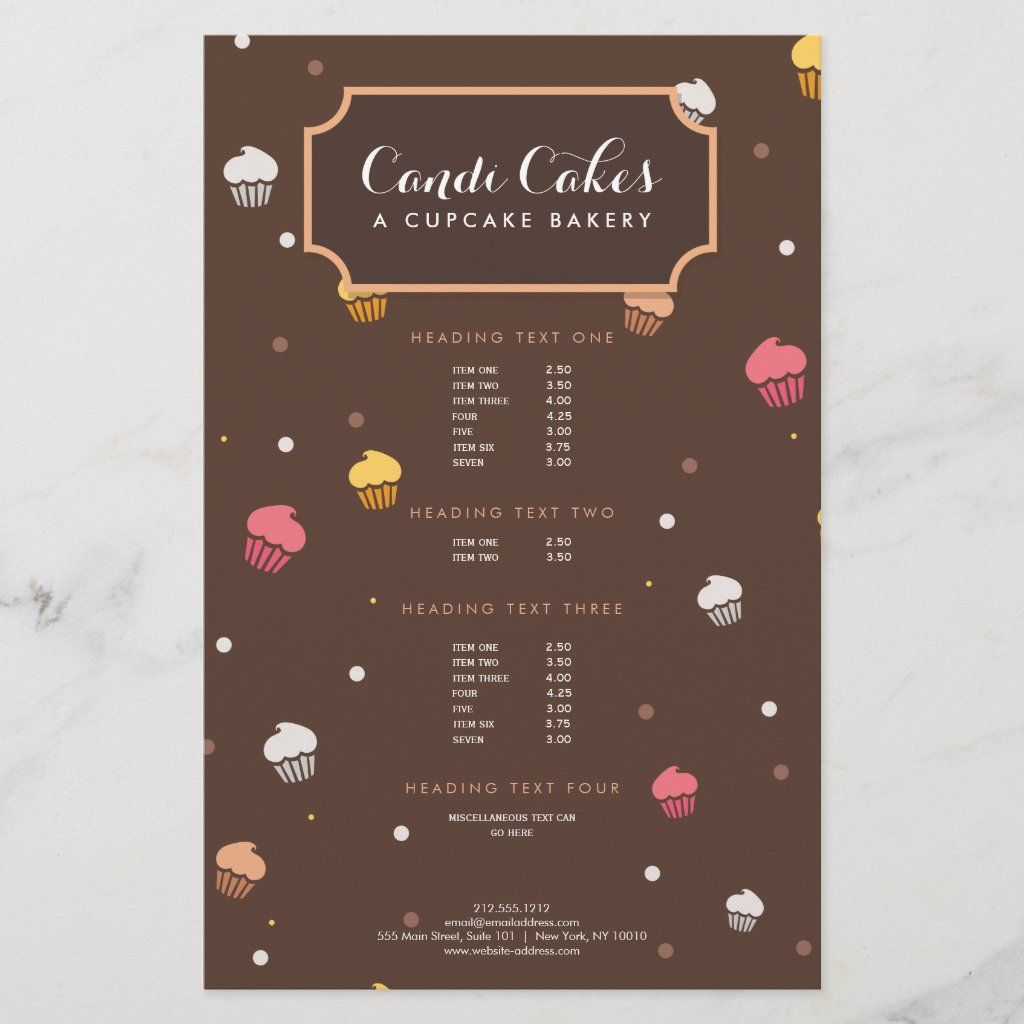 Candi Cakes
A CUPCAKE BAKERY
HEADING TEXT ONE
ITEM ONE 2.50
ITEM TWO 3.50
ITEM THREE 4.00
FOUR 4.25
FIVE 3.00
ITEM SIX 3.75
SEVEN 3.00
HEADING TEXT TWO
ITEM ONE 2.50
ITEM TWO 3.50
HEADING TEXT THREE
ITEM ONE 2.50
ITEM TWO 3.50
ITEM THREE 4.00
FOUR 4.25
FIVE 3.00
ITEM SIX 3.75
SEVEN 3.00
HEADING TEXT FOUR
MISCELLANEOUS TEXT CAN
GO HERE
212.555.1212
email@emailaddress.com
555 Main Street, Suite 101 | New York, NY 10010
www.website-address.com